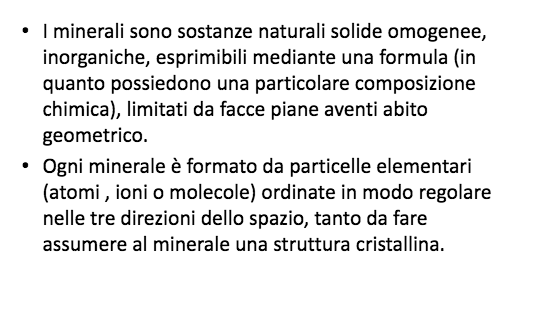 • I minerali sono sostanze naturali solide omogenee,
inorganiche, esprimibili mediante una formula (in
quanto possiedono una particolare composizione
chimica), limitati da facce piane aventi abito
geometrico.
• Ogni minerale è formato da particelle elementari
(atomi , ioni o molecole) ordinate in modo regolare
nelle tre direzioni dello spazio, tanto da fare
assumere al minerale una struttura cristallina.